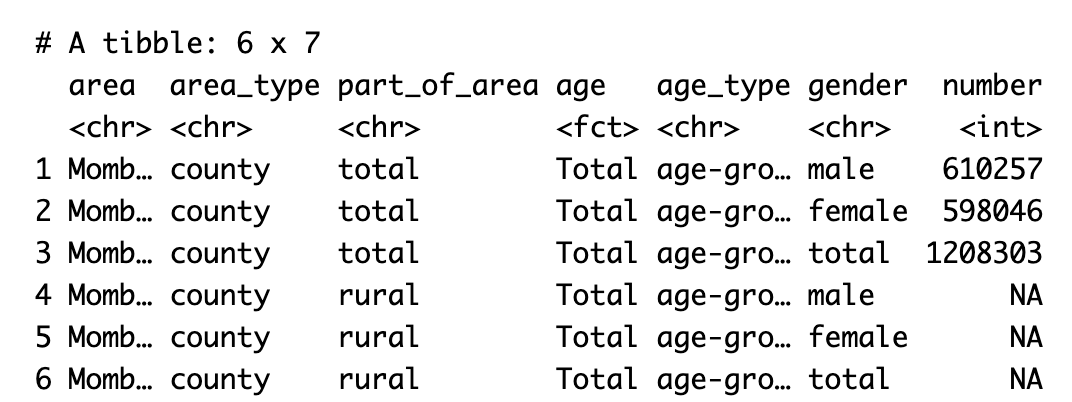 # A tibble: 6 x 7
area area_type part_of_area age age_type gender number
<chr> <chr> <chr> <fct> <chr> <chr> <int>
1 Momb… county total Total age-gro… male 610257
2 Momb… county total Total age-gro… female 598046
3 Momb… county total Total age-gro… total 1208303
4 Momb… county rural Total age-gro… male NA
5 Momb… county rural Total age-gro… female NA
6 Momb… county rural Total age-gro… total NA